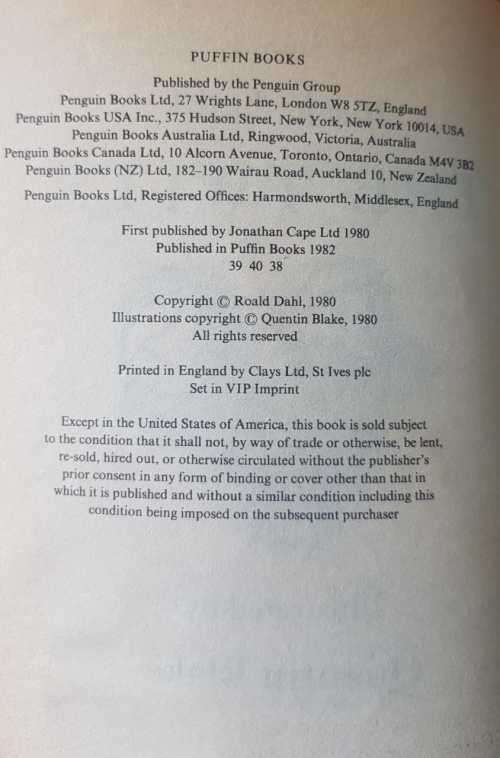 PUFFIN BOOKS
Published by the Penguin Group
Penguin Books Ltd, 27 Wrights Lane, London W8 5TZ, England
Penguin Books USA Inc., 375 Hudson Street, New York, New York 10014, USA
Penguin Books Australia Ltd, Ringwood, Victoria, Australia
Penguin Books Canada Ltd, 10 Alcorn Avenue, Toronto, Ontario, Canada M4V 3B2
Penguin Books (NZ) Ltd, 182–190 Wairau Road, Auckland 10, New Zealand
Penguin Books Ltd, Registered Offices: Harmondsworth, Middlesex, England
First published by Jonathan Cape Ltd 1980
Published in Puffin Books 1982
39 40 38
Copyright © Roald Dahl, 1980
Illustrations copyright © Quentin Blake, 1980
All rights reserved
Printed in England by Clays Ltd, St Ives plc
Set in VIP Imprint
Except in the United States of America, this book is sold subject
to the condition that it shall not, by way of trade or otherwise, be lent,
re-sold, hired out, or otherwise circulated without the publisher's
prior consent in any form of binding or cover other than that in
which it is published and without a similar condition including this
condition being imposed on the subsequent purchaser